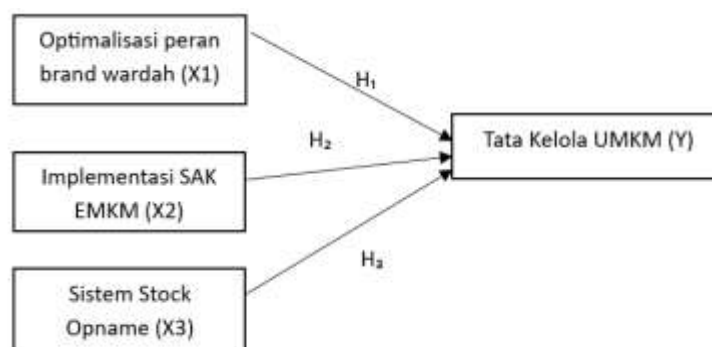 Optimalisasi peran
brand wardah (X1)
H₁
Tata Kelola UMKM (Y)
H₂
Implementasi SAK
EMKM (X2)
H₃
Sistem Stock
Opname (X3)